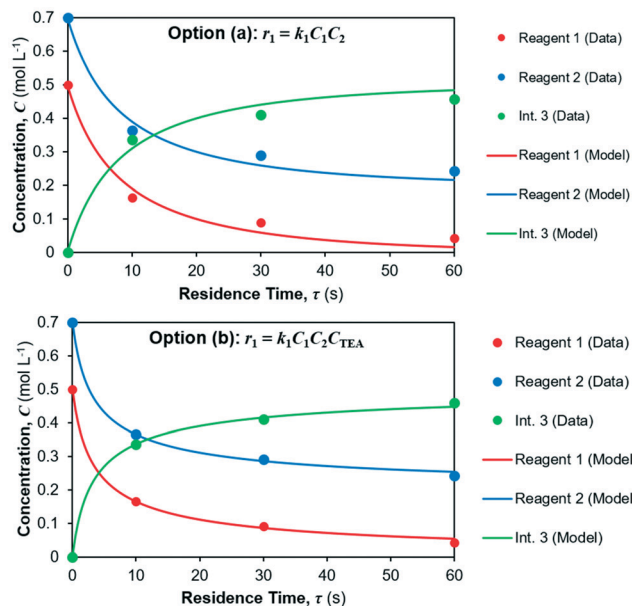 Option (a): r₁ = k₁C₁C₂
Concentration, C (mol L⁻¹)
0.7
0.6
0.5
0.4
0.3
0.2
0.1
0
0
10
20
30
40
50
60
Residence Time, τ (s)
Reagent 1 (Data)
Reagent 2 (Data)
Int. 3 (Data)
Reagent 1 (Model)
Reagent 2 (Model)
Int. 3 (Model)
Option (b): r₁ = k₁C₁C₂C_TEA
Concentration, C (mol L⁻¹)
0.7
0.6
0.5
0.4
0.3
0.2
0.1
0
0
10
20
30
40
50
60
Residence Time, τ (s)
Reagent 1 (Data)
Reagent 2 (Data)
Int. 3 (Data)
Reagent 1 (Model)
Reagent 2 (Model)
Int. 3 (Model)